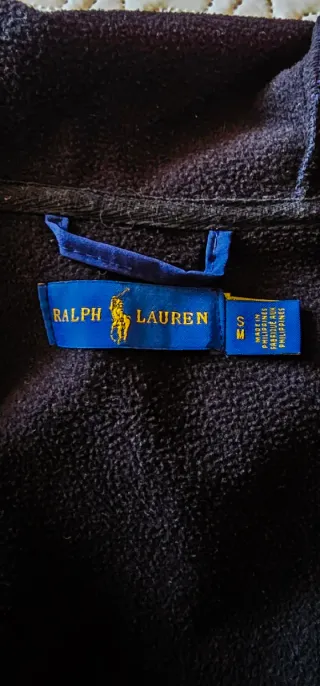 RALPH LAUREN
S
M
MADE IN
PHILIPPINES
FABRIQUÉ AUX
PHILIPPINES